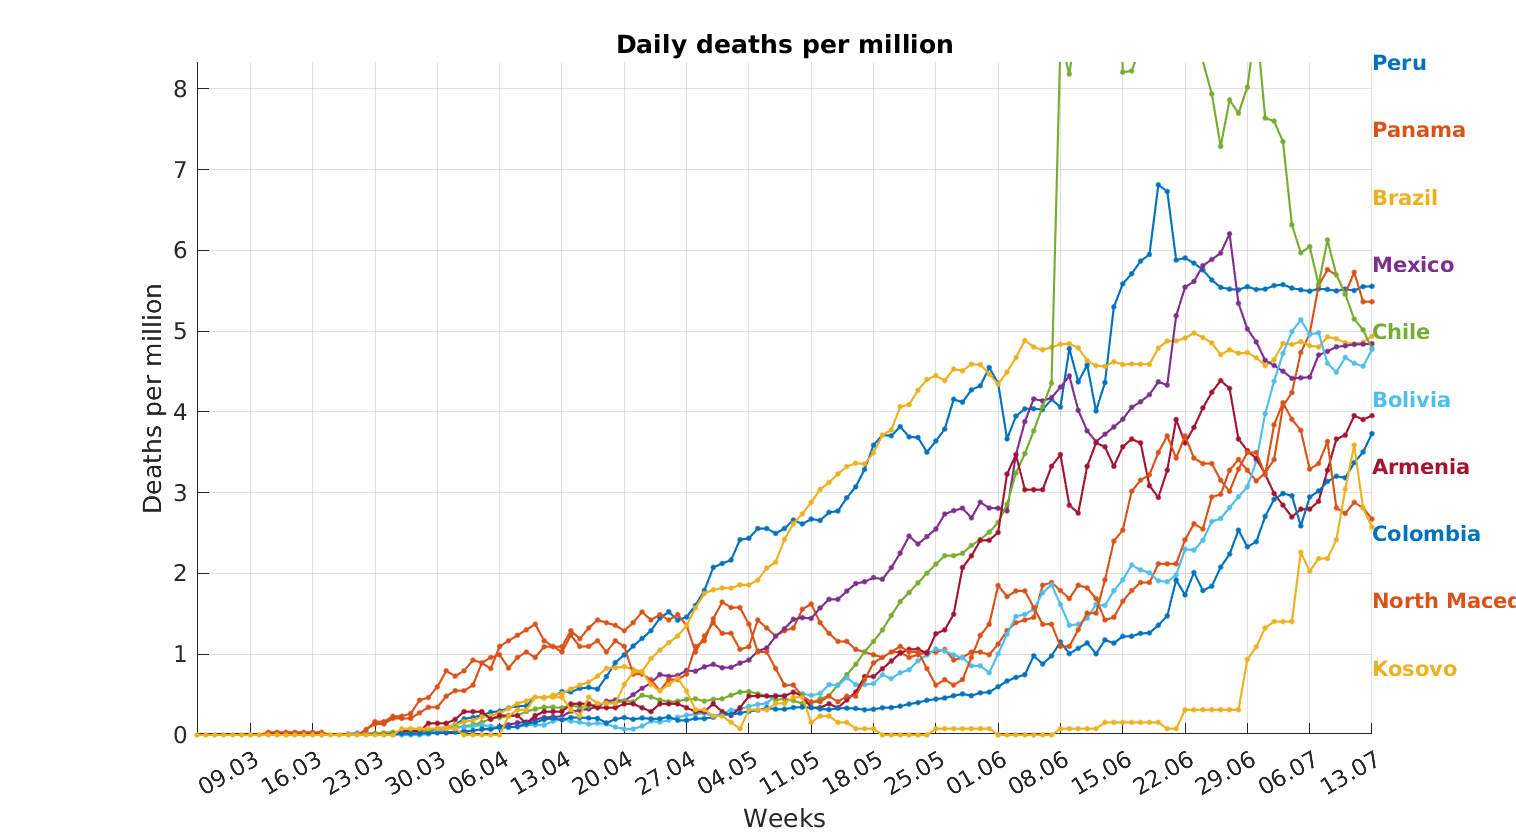 Daily deaths per million
Deaths per million
8
7
6
5
4
3
2
1
0
09.03
16.03
23.03
30.03
06.04
13.04
20.04
27.04
04.05
11.05
18.05
25.05
01.06
08.06
15.06
22.06
29.06
06.07
13.07
Weeks
Peru
Panama
Brazil
Mexico
Chile
Bolivia
Armenia
Colombia
North Maced
Kosovo